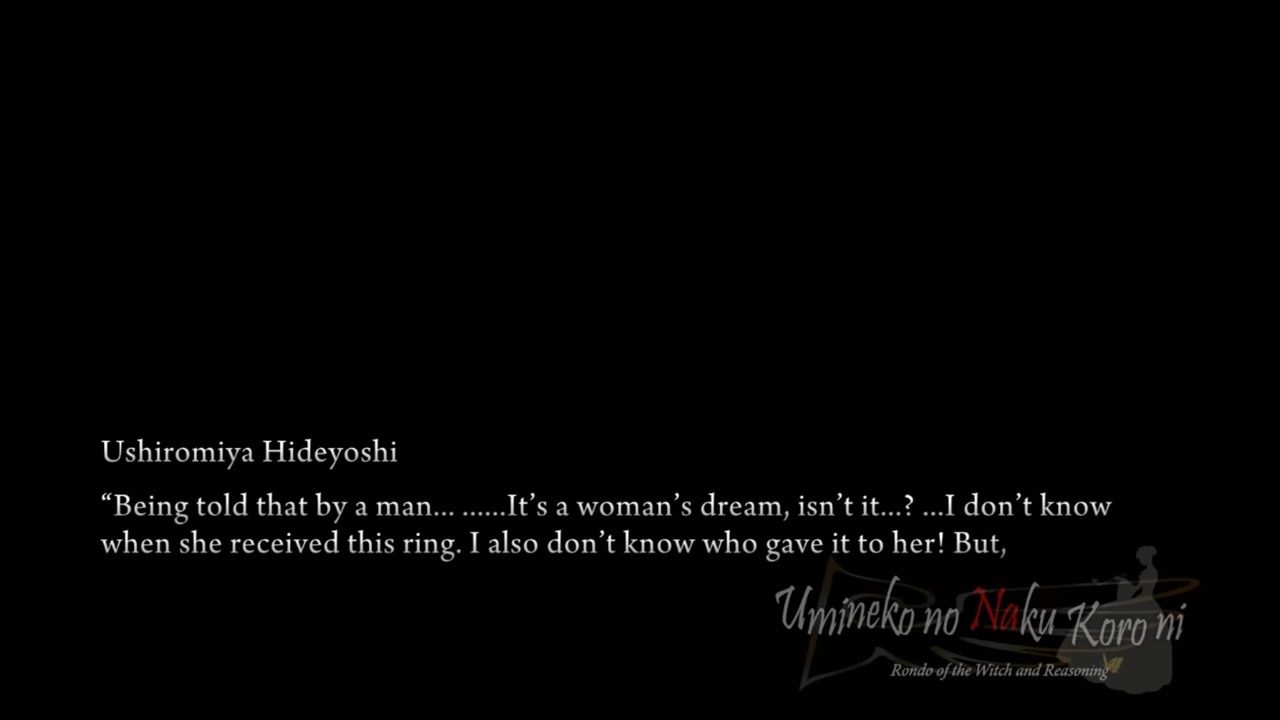 Ushiromiya Hideyoshi
“Being told that by a man... ......It’s a woman’s dream, isn’t it...? ...I don’t know
when she received this ring. I also don’t know who gave it to her! But,
Umineko no Naku Koro ni
Rondo of the Witch and Reasoning